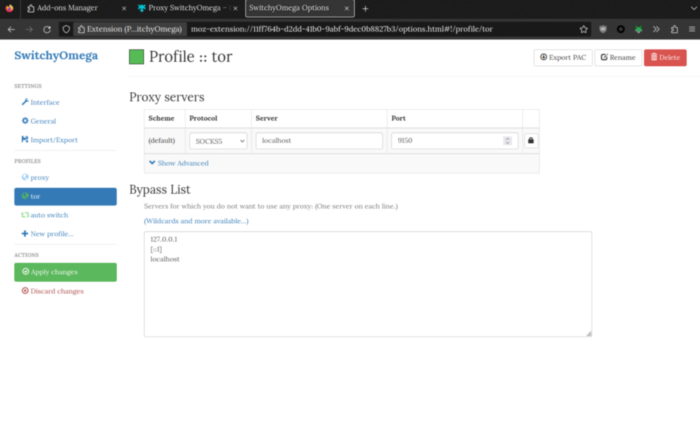 Add-ons Manager
Proxy SwitchyOmega –
SwitchyOmega Options
Extension (P...itchyOmega)
moz-extension://11ff764b-d2dd-41b0-9abf-9dec0b8827b3/options.html#!/profile/tor
SwitchyOmega
Profile :: tor
Export PAC
Rename
Delete
SETTINGS
Interface
General
Import/Export
PROFILES
proxy
tor
auto switch
New profile...
ACTIONS
Apply changes
Discard changes
Proxy servers
Scheme Protocol Server Port
(default) SOCKS5 localhost 9150
Show Advanced
Bypass List
Servers for which you do not want to use any proxy: (One server on each line.)
(Wildcards and more available...)
127.0.0.1
[::1]
localhost